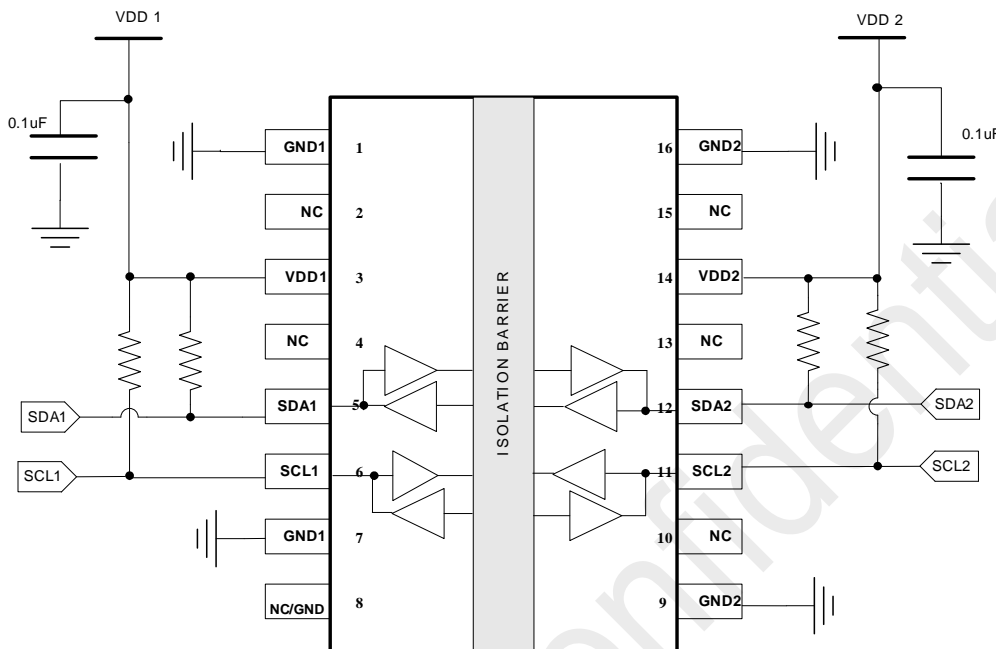 VDD 1
VDD 2
0.1uF
0.1uF
GND1
1
16
GND2
NC
2
15
NC
VDD1
3
14
VDD2
NC
4
13
NC
ISOLATION BARRIER
SDA1
SDA1
5
12
SDA2
SDA2
SCL1
SCL1
6
11
SCL2
SCL2
GND1
7
10
NC
NC/GND
8
9
GND2
onfidentia